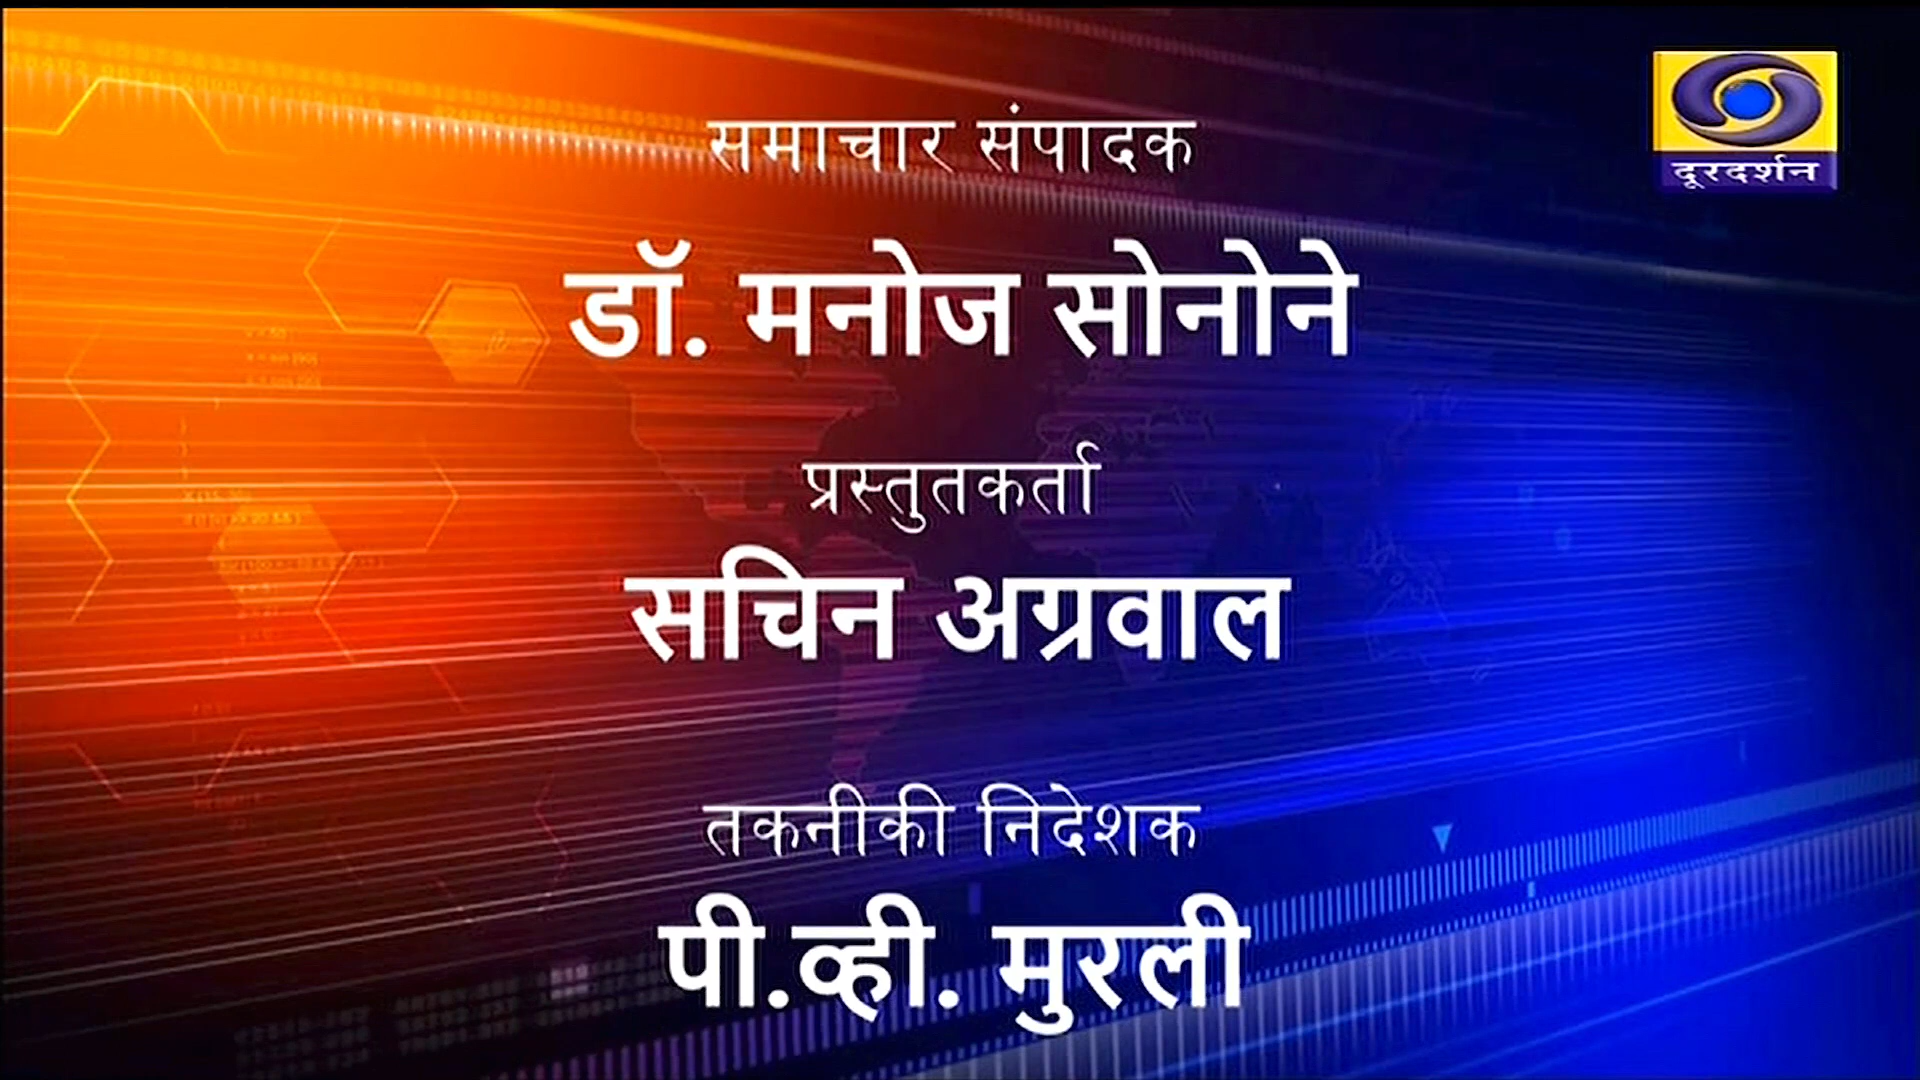 दूरदर्शन
समाचार संपादक
डॉ. मनोज सोनोने
प्रस्तुतकर्ता
सचिन अग्रवाल
तकनीकी निदेशक
पी.व्ही. मुरली